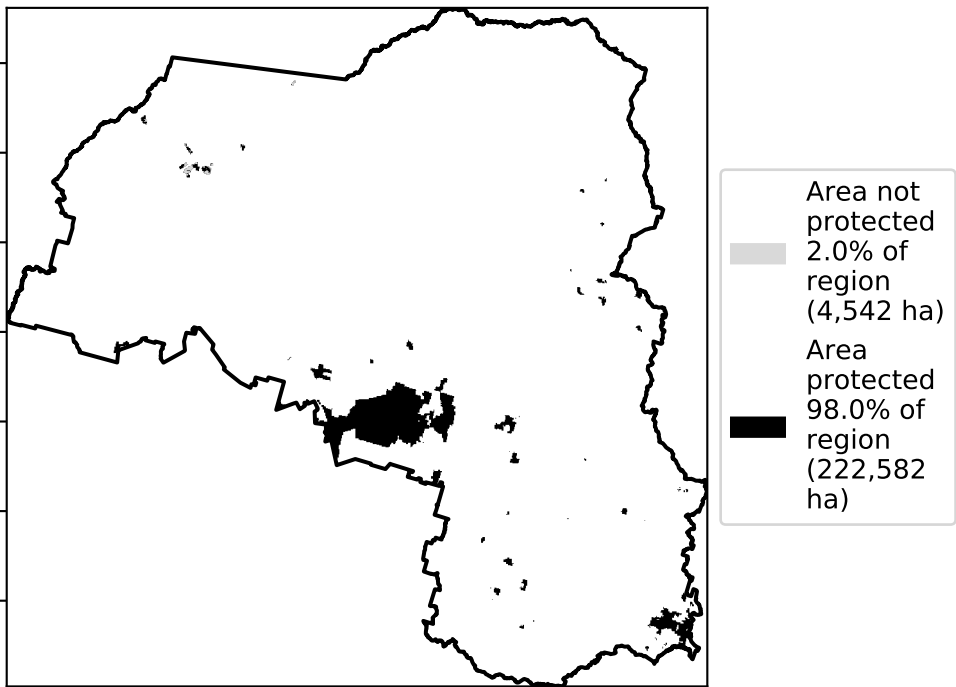 Area not
protected
2.0% of
region
(4,542 ha)
Area
protected
98.0% of
region
(222,582
ha)